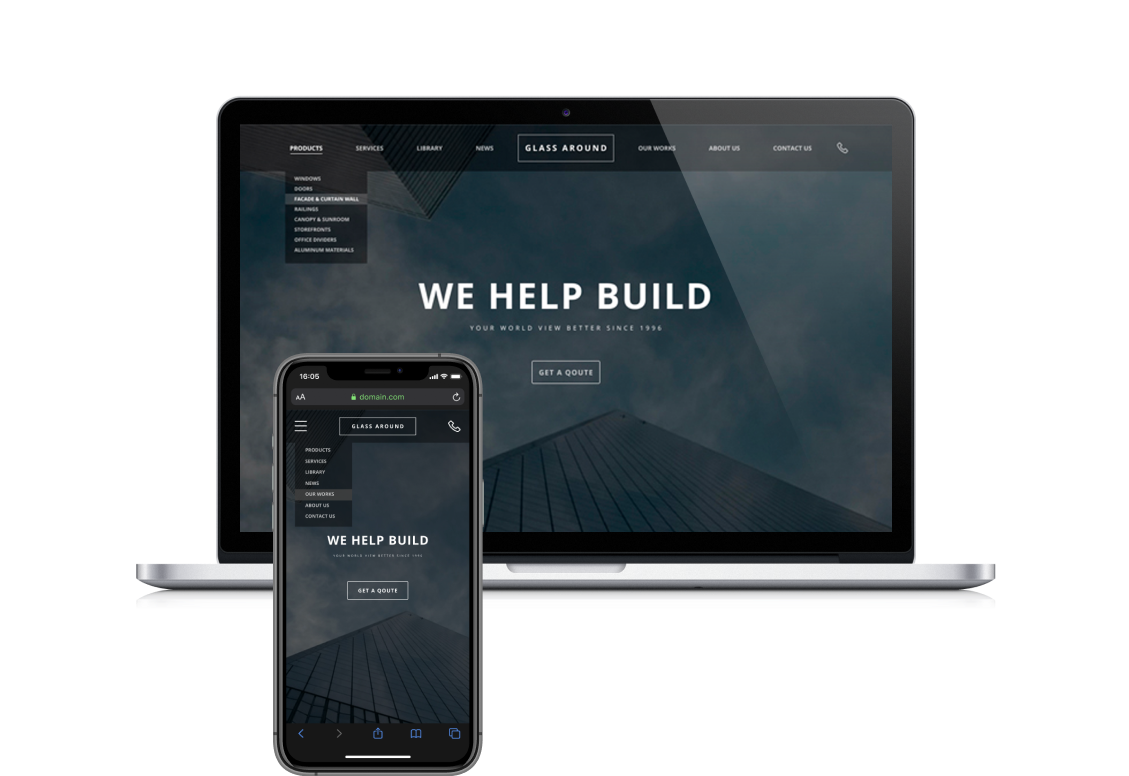 PRODUCTS SERVICES LIBRARY NEWS GLASS AROUND OUR WORKS ABOUT US CONTACT US
WINDOWS
DOORS
FACADE & CURTAIN WALL
RAILINGS
CANOPY & SUNROOM
STOREFRONTS
OFFICE DIVIDERS
ALUMINUM MATERIALS
WE HELP BUILD
YOUR WORLD VIEW BETTER SINCE 1996
GET A QOUTE
16:05
AA domain.com
GLASS AROUND
PRODUCTS
SERVICES
LIBRARY
NEWS
OUR WORKS
ABOUT US
CONTACT US
WE HELP BUILD
YOUR WORLD VIEW BETTER SINCE 1996
GET A QOUTE